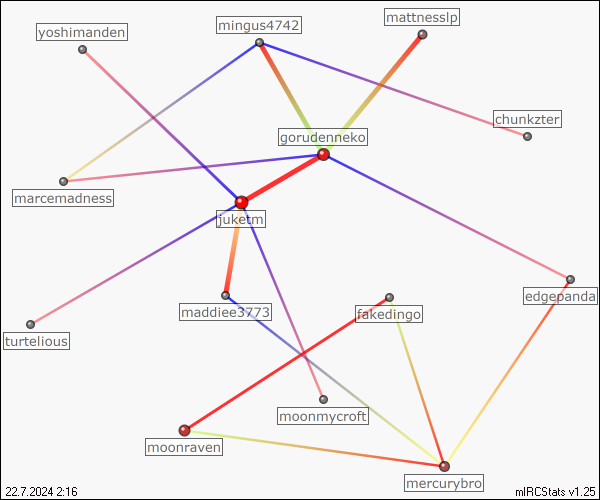 mattnesslp
mingus4742
yoshimanden
chunkzter
gorudenneko
marcemadness
juketm
edgepanda
maddiee3773
fakedingo
turtelious
moonmycroft
moonraven
mercurybro
22.7.2024 2:16
mIRCStats v1.25